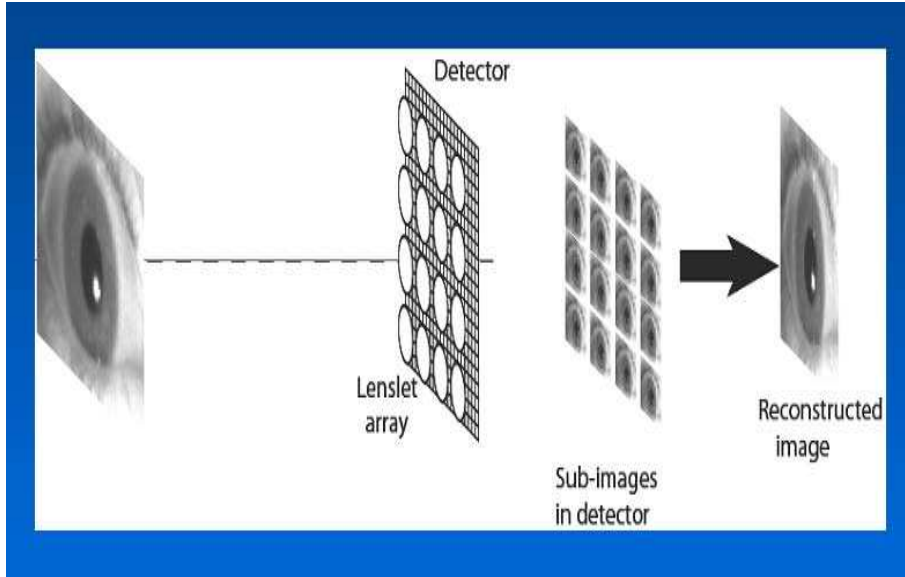 Detector
Lenslet
array
Sub-images
in detector
Reconstructed
image